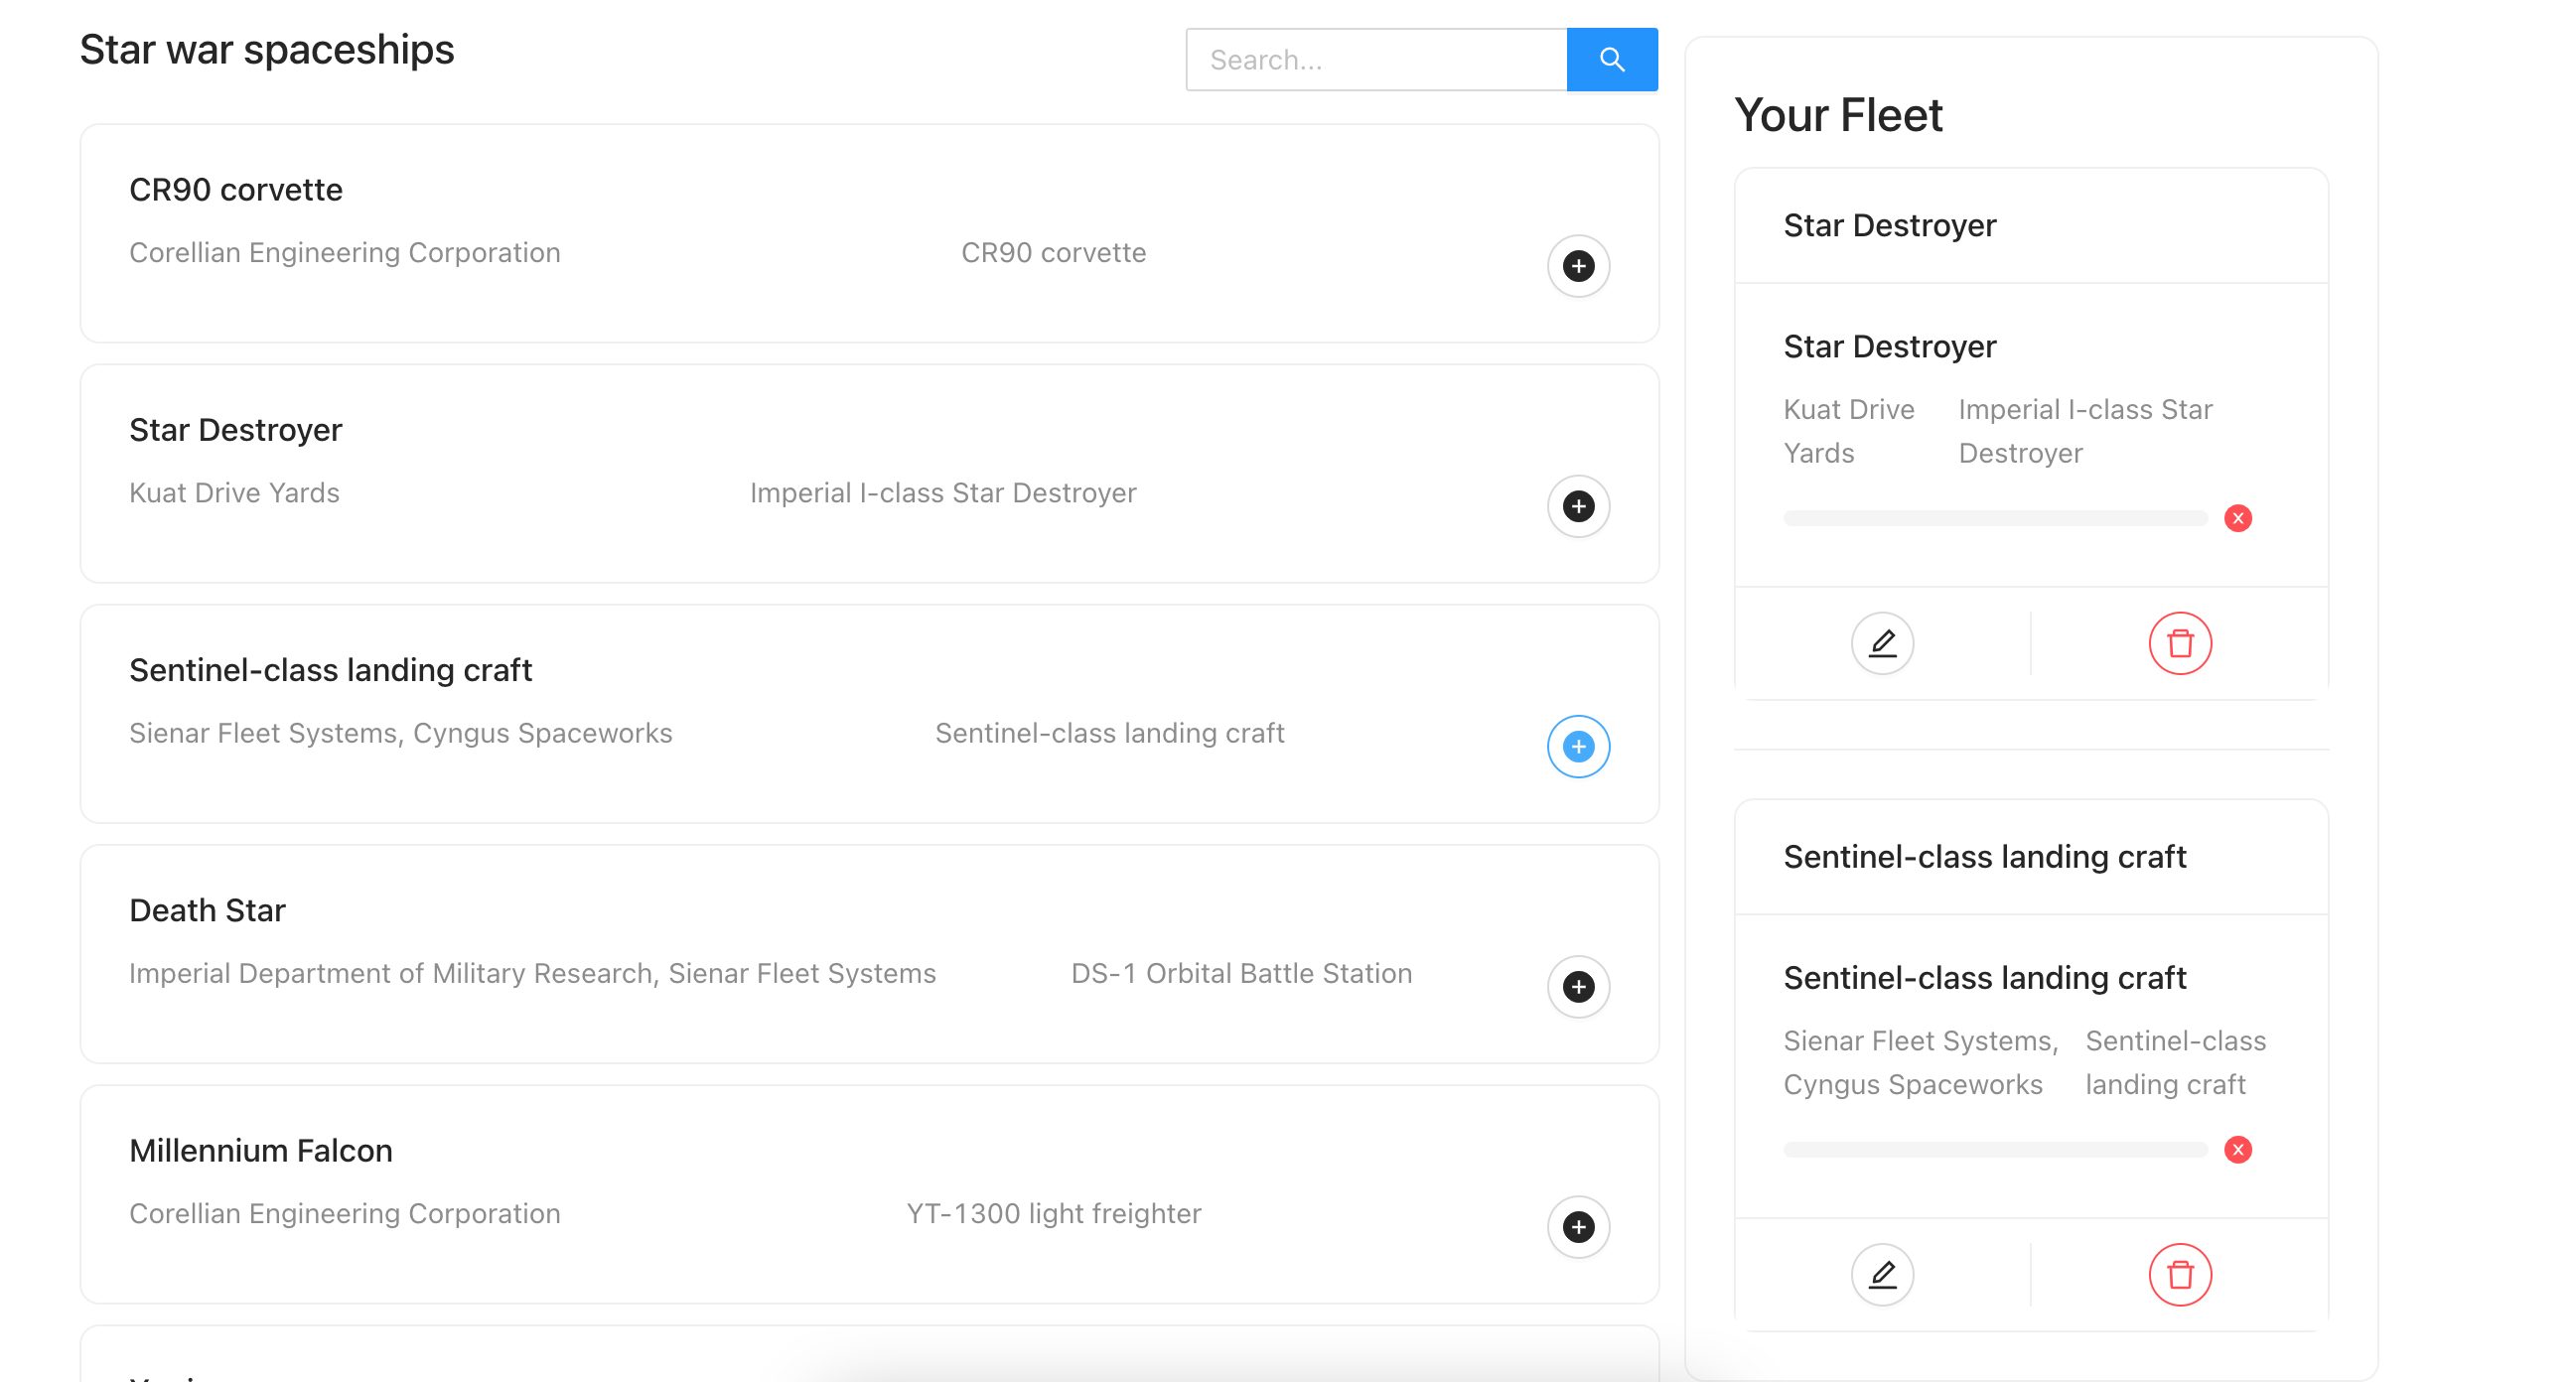 Star war spaceships
Search...
CR90 corvette
Corellian Engineering Corporation
CR90 corvette
Star Destroyer
Kuat Drive Yards
Imperial I-class Star Destroyer
Sentinel-class landing craft
Sienar Fleet Systems, Cyngus Spaceworks
Sentinel-class landing craft
Death Star
Imperial Department of Military Research, Sienar Fleet Systems
DS-1 Orbital Battle Station
Millennium Falcon
Corellian Engineering Corporation
YT-1300 light freighter
Your Fleet
Star Destroyer
Star Destroyer
Kuat Drive
Yards
Imperial I-class Star
Destroyer
Sentinel-class landing craft
Sentinel-class landing craft
Sienar Fleet Systems,
Cyngus Spaceworks
Sentinel-class
landing craft